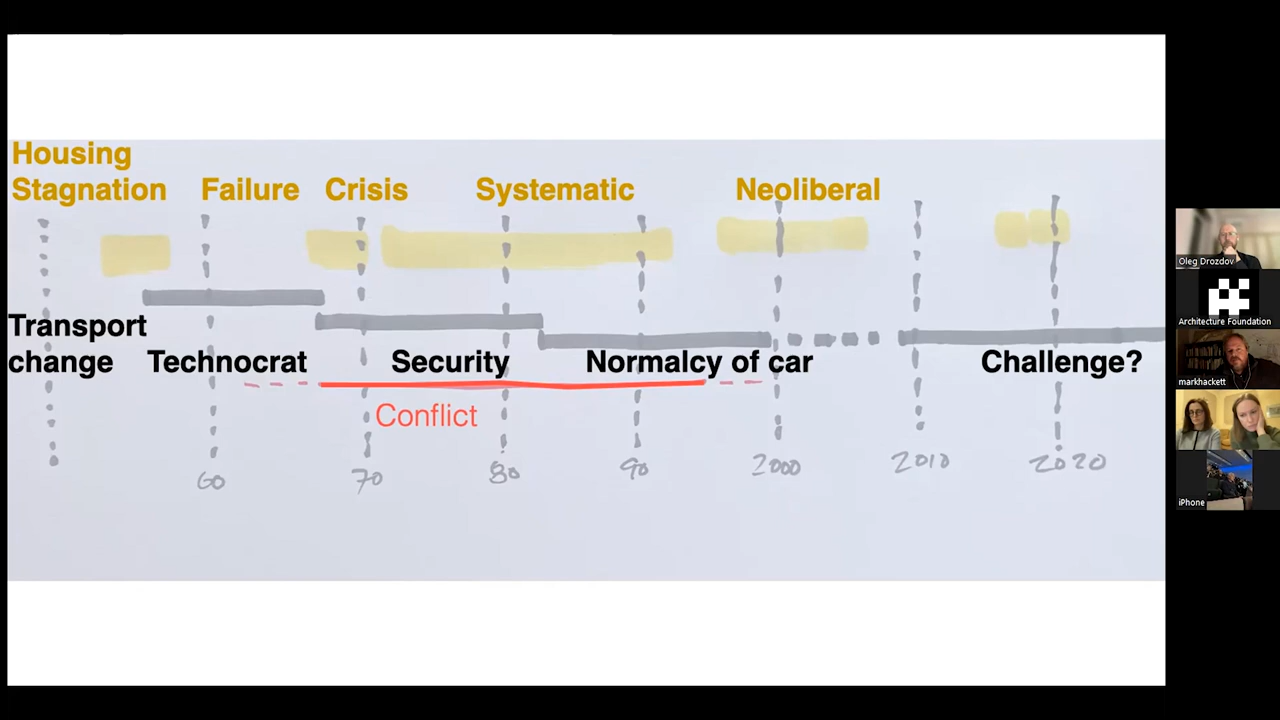 Housing
Stagnation Failure Crisis Systematic Neoliberal
Transport
change Technocrat Security Normalcy of car Challenge?
Conflict
60 70 80 90 2000 2010 2020
Oleg Drozdov
Architecture Foundation
markhackett
iPhone